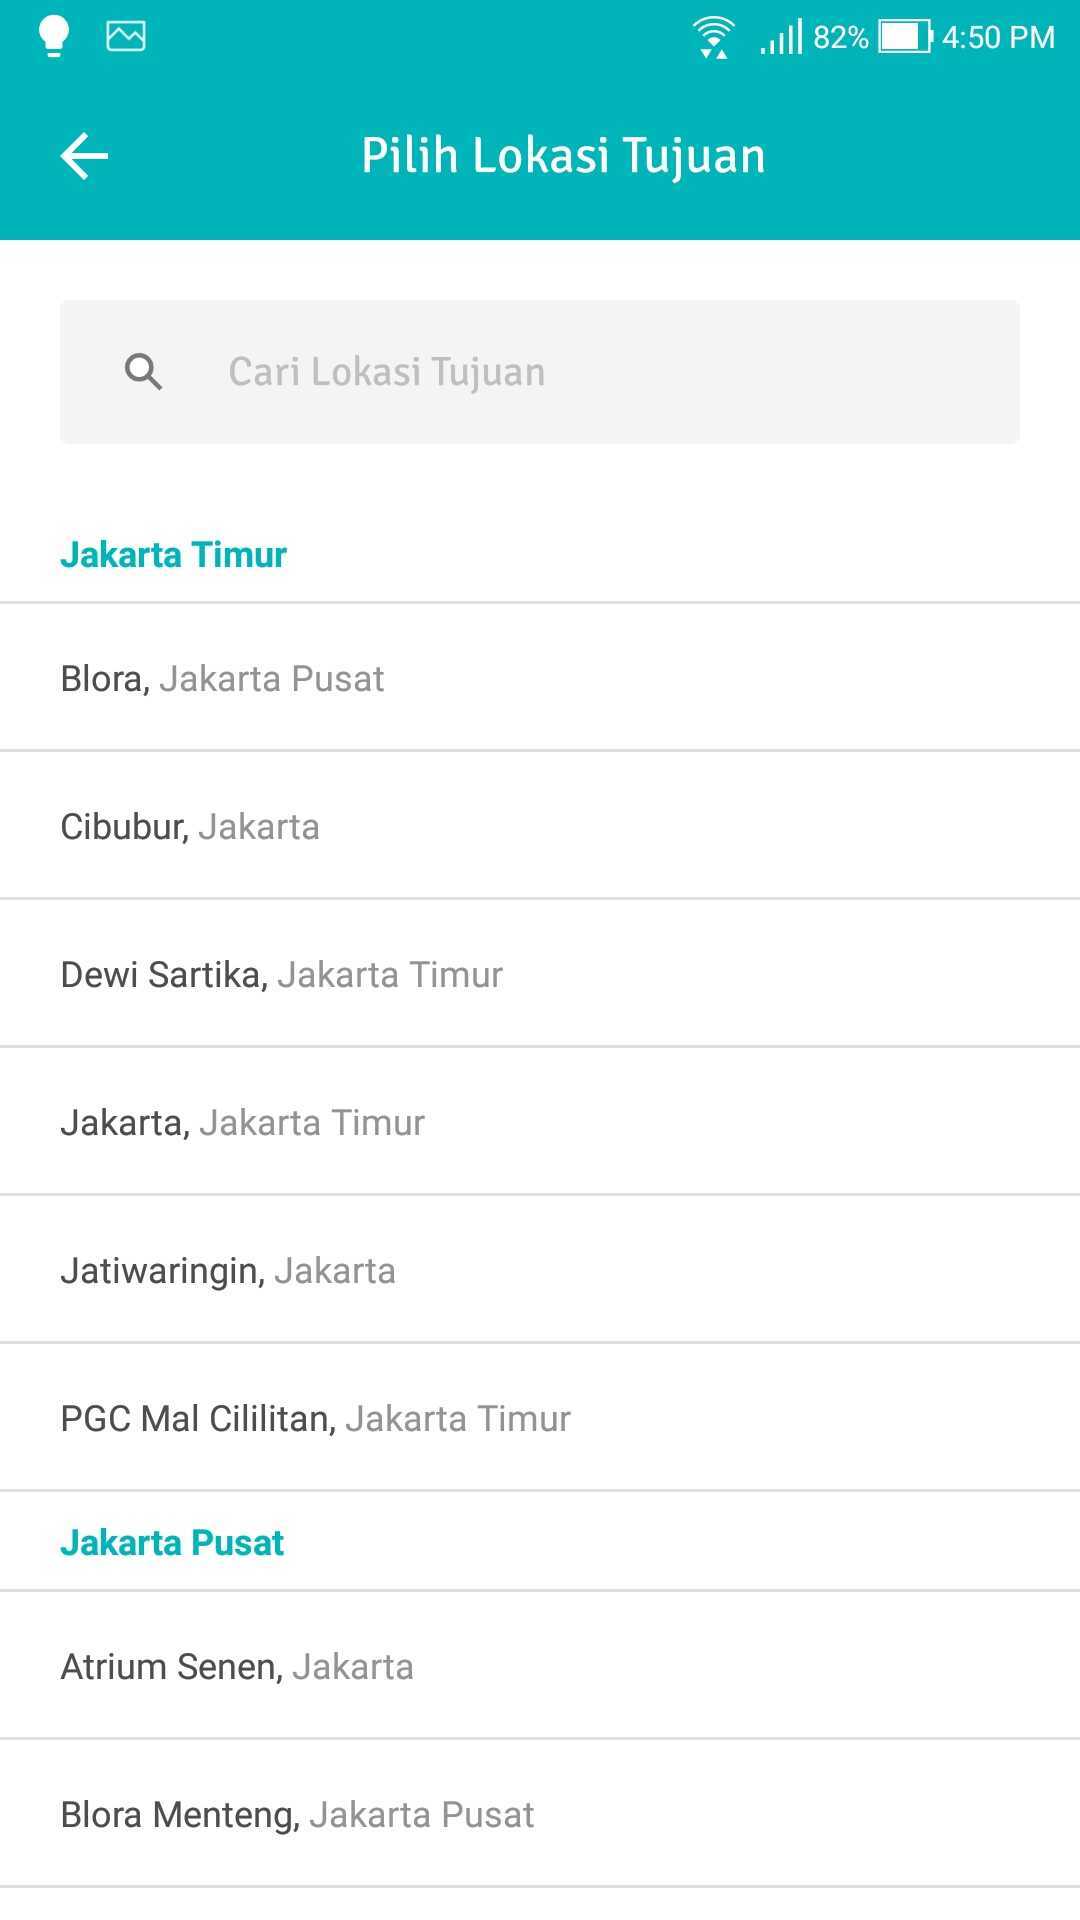 82% 4:50 PM
Pilih Lokasi Tujuan
Cari Lokasi Tujuan
Jakarta Timur
Blora, Jakarta Pusat
Cibubur, Jakarta
Dewi Sartika, Jakarta Timur
Jakarta, Jakarta Timur
Jatiwaringin, Jakarta
PGC Mal Cililitan, Jakarta Timur
Jakarta Pusat
Atrium Senen, Jakarta
Blora Menteng, Jakarta Pusat